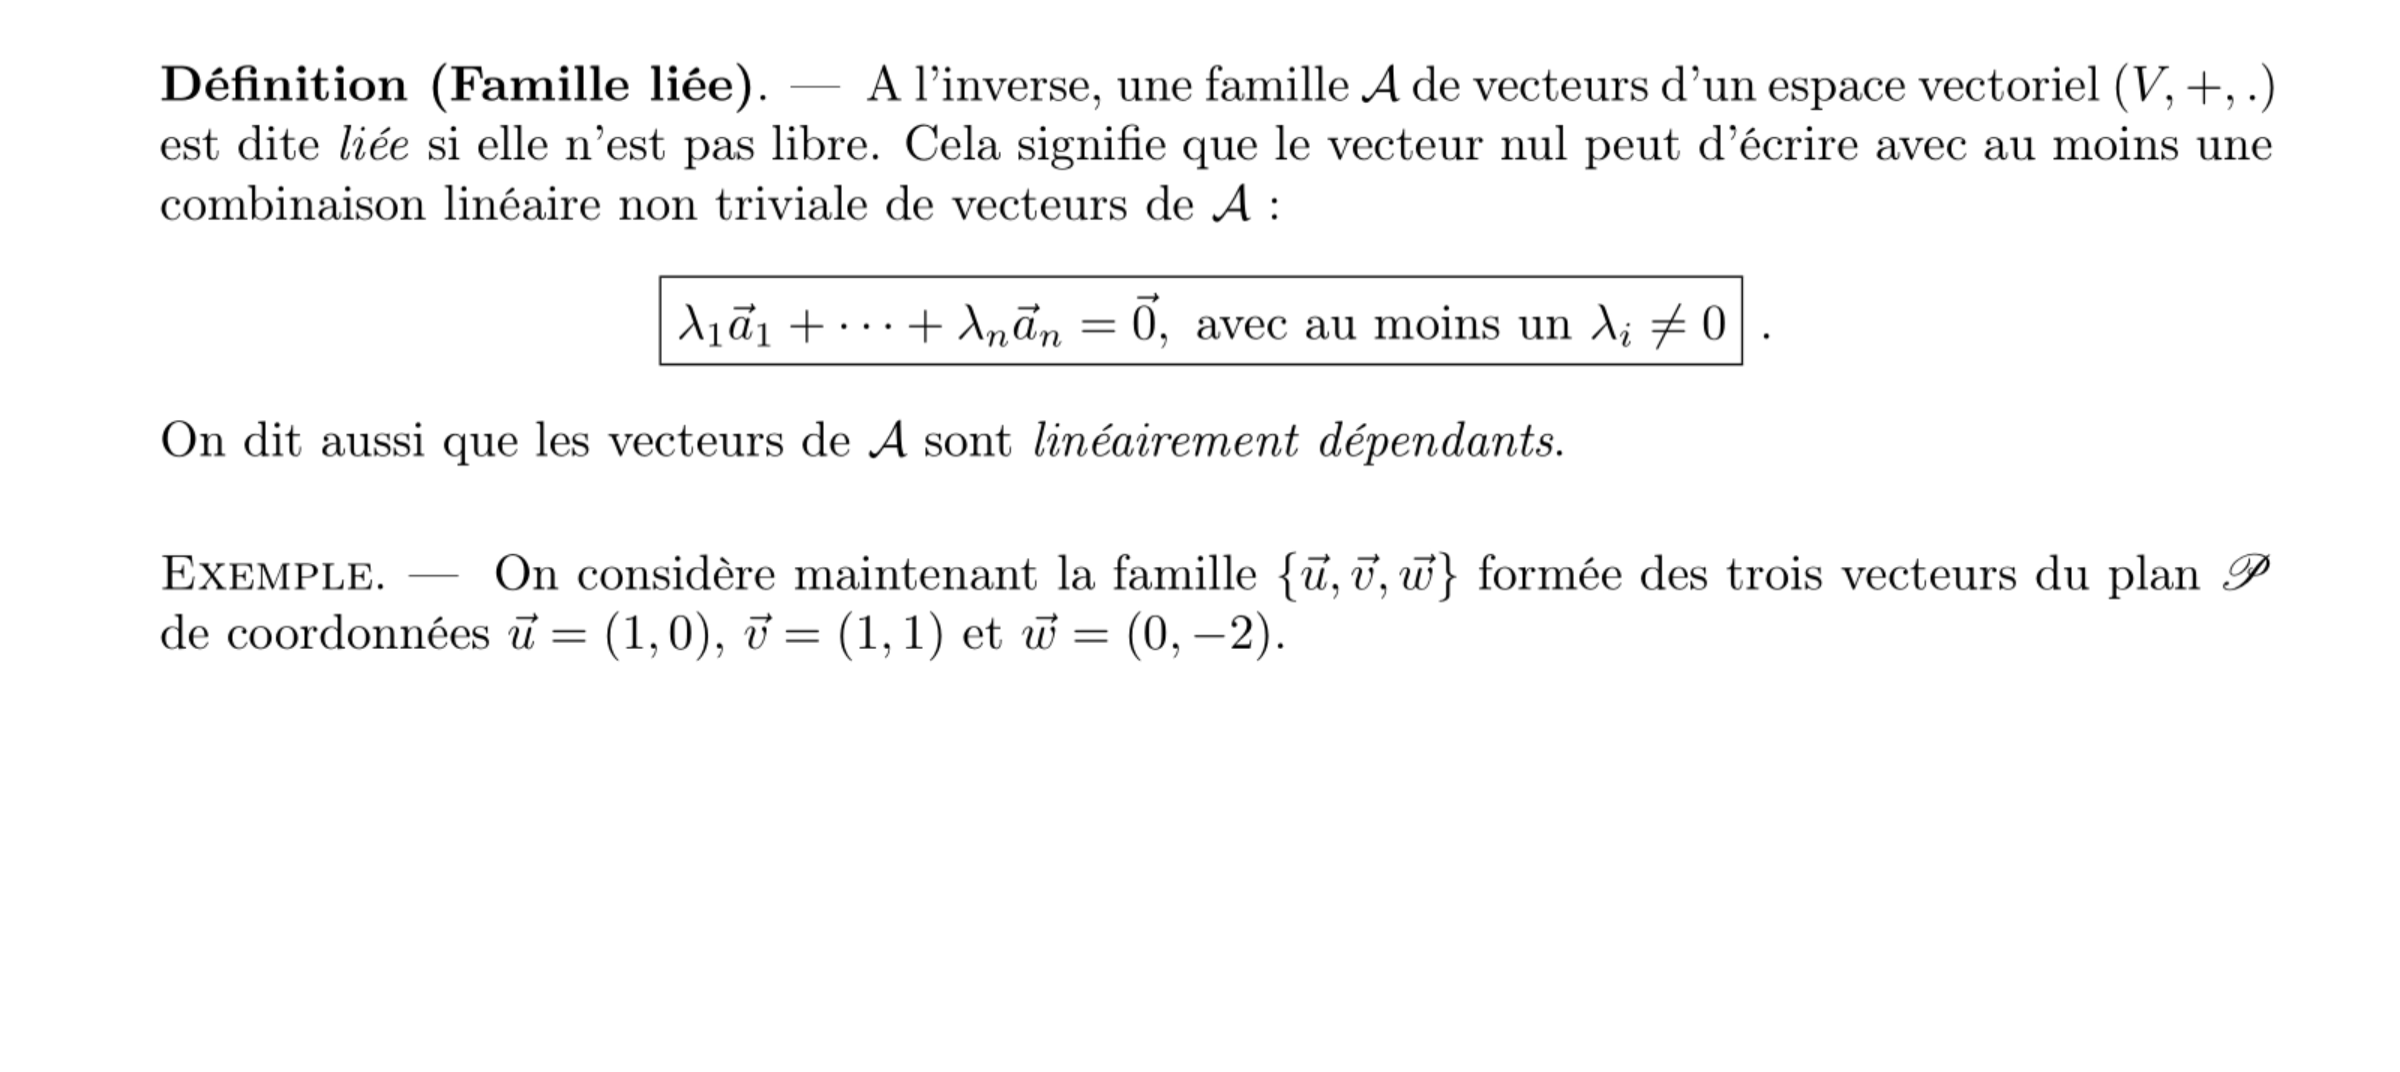 Définition (Famille liée). — A l'inverse, une famille 𝒜 de vecteurs d'un espace vectoriel (V, +, .)
est dite liée si elle n'est pas libre. Cela signifie que le vecteur nul peut d'écrire avec au moins une
combinaison linéaire non triviale de vecteurs de 𝒜 :
λ₁a⃗₁ + · · · + λₙa⃗ₙ = 0⃗, avec au moins un λᵢ ≠ 0 .
On dit aussi que les vecteurs de 𝒜 sont linéairement dépendants.
EXEMPLE. — On considère maintenant la famille {u⃗, v⃗, w⃗} formée des trois vecteurs du plan 𝒫
de coordonnées u⃗ = (1, 0), v⃗ = (1, 1) et w⃗ = (0, −2).